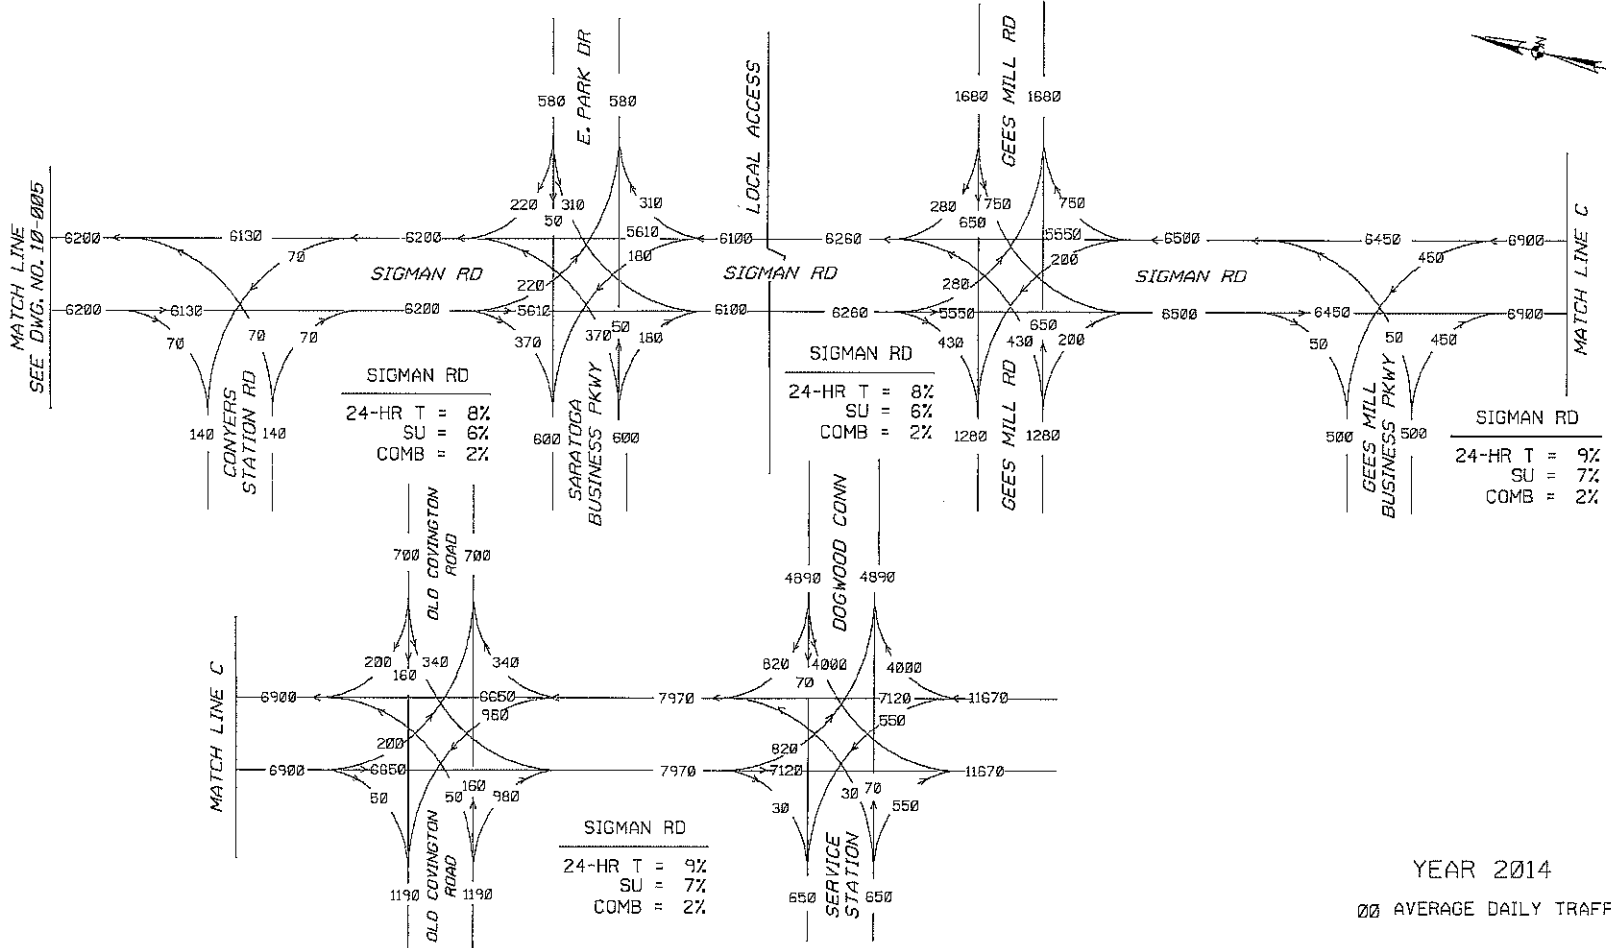 N
580
580
E. PARK DR
LOCAL ACCESS
1680
1680
GEES MILL RD
MATCH LINE
SEE DWG. NO. 10-005
220
310
50
310
280
750
650
750
6200
6130
6200
5610
6100
6260
5550
6500
6450
6900
MATCH LINE C
70
180
200
450
SIGMAN RD
SIGMAN RD
SIGMAN RD
220
280
6200
6130
6200
5610
6100
6260
5550
6500
6450
6900
70
70
70
370
370
50
180
430
430
650
200
50
50
450
140
140
CONYERS
STATION RD
600
600
SARATOGA
BUSINESS PKWY
1280
1280
GEES MILL RD
500
500
GEES MILL
BUSINESS PKWY
SIGMAN RD
24-HR T = 8%
SU = 6%
COMB = 2%
SIGMAN RD
24-HR T = 8%
SU = 6%
COMB = 2%
SIGMAN RD
24-HR T = 9%
SU = 7%
COMB = 2%
700
700
OLD COVINGTON
ROAD
4890
4890
DOGWOOD CONN
MATCH LINE C
200
340
160
340
820
4000
70
4000
6900
6650
7970
7120
11670
980
550
200
820
6900
6650
7970
7120
11670
50
50
160
980
30
30
70
550
1190
1190
OLD COVINGTON
ROAD
650
650
SERVICE
STATION
SIGMAN RD
24-HR T = 9%
SU = 7%
COMB = 2%
YEAR 2014
00 AVERAGE DAILY TRAFF